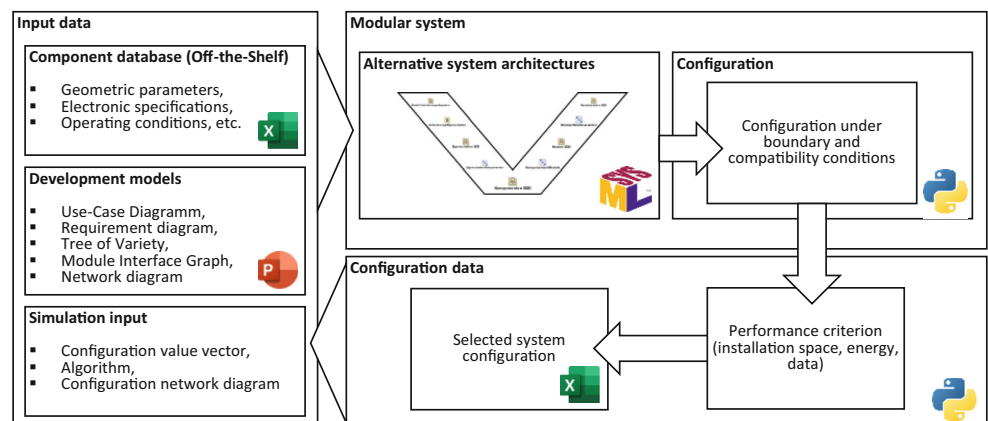 Input data
Component database (Off-the-Shelf)
▪ Geometric parameters,
▪ Electronic specifications,
▪ Operating conditions, etc.
Development models
▪ Use-Case Diagramm,
▪ Requirement diagram,
▪ Tree of Variety,
▪ Module Interface Graph,
▪ Network diagram
P
Simulation input
▪ Configuration value vector,
▪ Algorithm,
▪ Configuration network diagram
Modular system
Alternative system architectures
SYS
ML
Configuration
Configuration under
boundary and
compatibility conditions
Configuration data
Selected system
configuration
X
Performance criterion
(installation space, energy,
data)
X